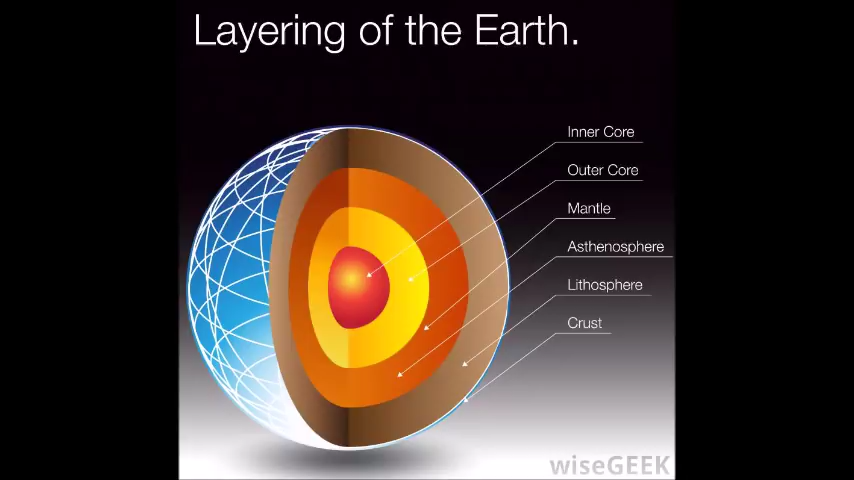 Layering of the Earth.
Inner Core
Outer Core
Mantle
Asthenosphere
Lithosphere
Crust
wiseGEEK